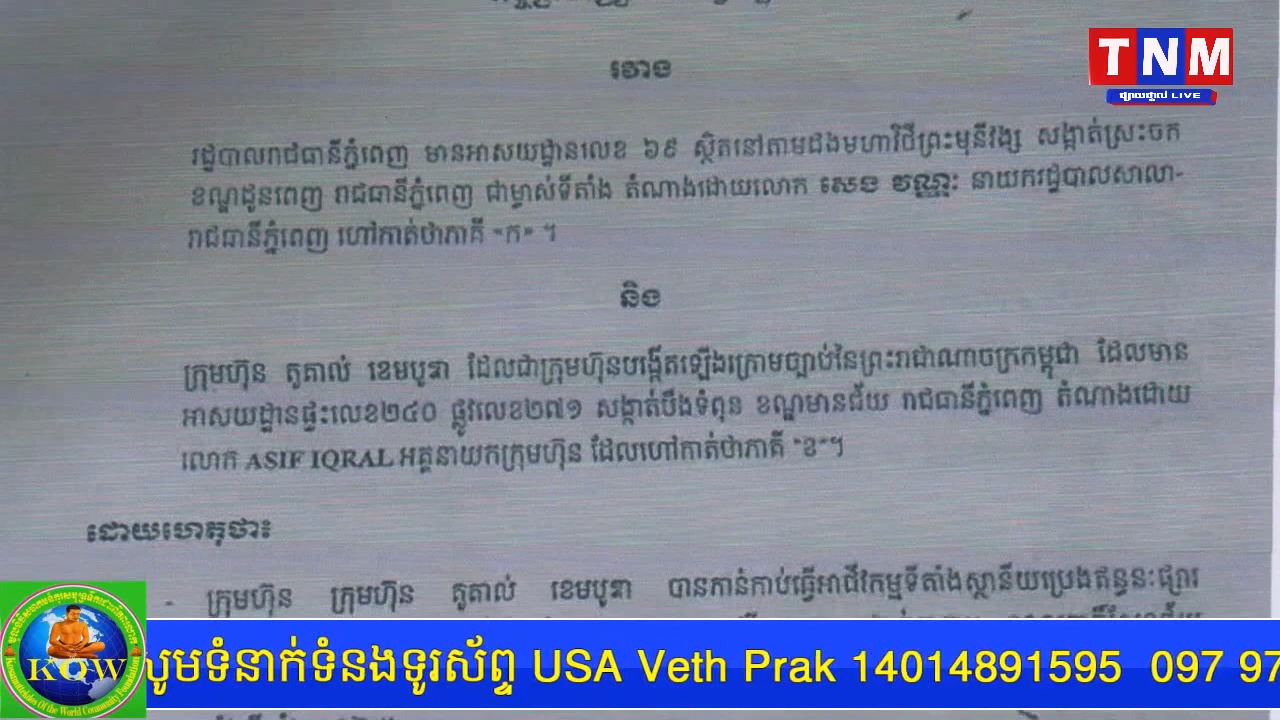 TNM
ផ្សាយផ្ទាល់ LIVE
រវាង
រដ្ឋបាលរាជធានីភ្នំពេញ មានអាសយដ្ឋានលេខ ៦៩ ស្ថិតនៅតាមដងមហាវិថីព្រះមុនីវង្ស សង្កាត់ស្រះចក
ខណ្ឌដូនពេញ រាជធានីភ្នំពេញ ជាម្ចាស់ទីតាំង តំណាងដោយលោក សេង វណ្ណៈ នាយករដ្ឋបាលសាលា-
រាជធានីភ្នំពេញ ហៅកាត់ថាភាគី "ក" ។
និង
ក្រុមហ៊ុន តូតាល់ ខេមបូឌា ដែលជាក្រុមហ៊ុនបង្កើតឡើងក្រោមច្បាប់នៃព្រះរាជាណាចក្រកម្ពុជា ដែលមាន
អាសយដ្ឋានផ្ទះលេខ២៤០ ផ្លូវលេខ២៧១ សង្កាត់បឹងទំពុន ខណ្ឌមានជ័យ រាជធានីភ្នំពេញ តំណាងដោយ
លោក ASIF IQRAL អគ្គនាយកក្រុមហ៊ុន ដែលហៅកាត់ថាភាគី "ខ"។
ដោយហេតុថា៖
- ក្រុមហ៊ុន ក្រុមហ៊ុន តូតាល់ ខេមបូឌា បានកាន់កាប់ធ្វើអាជីវកម្មទីតាំងស្ថានីយប្រេងឥន្ធនៈផ្សារ
KQW
សូមទំនាក់ទំនងទូរស័ព្ទ USA Veth Prak 14014891595 097 97